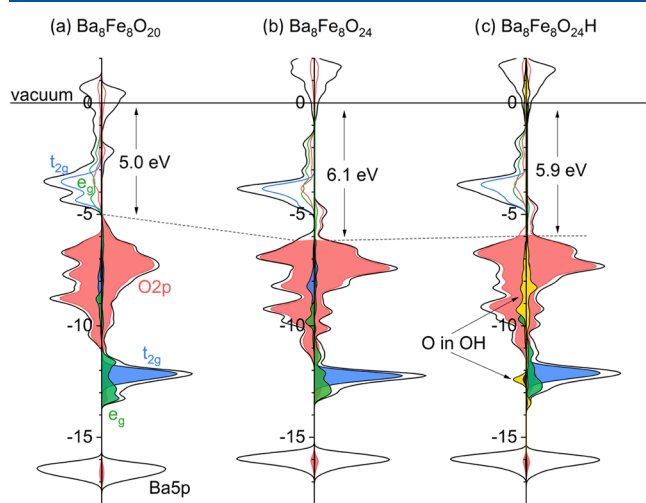 (a) Ba₈Fe₈O₂₀
(b) Ba₈Fe₈O₂₄
(c) Ba₈Fe₈O₂₄H
vacuum
0
0
0
5.0 eV
6.1 eV
5.9 eV
t₂g
eg
-5
-5
-5
O2p
-10
-10
-10
O in OH
t₂g
eg
-15
-15
-15
Ba5p